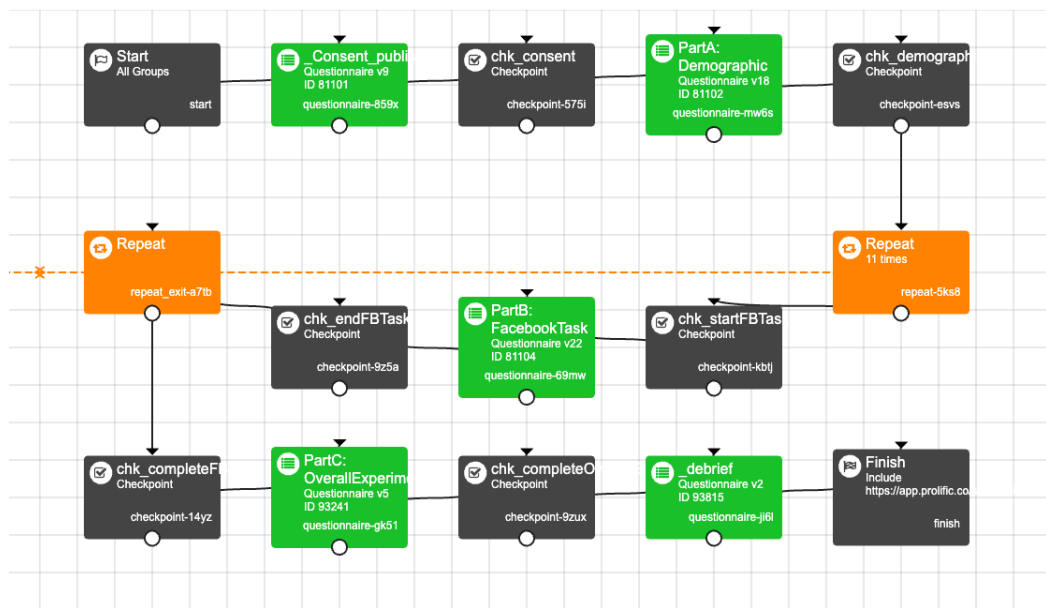 Start
All Groups
start
_Consent_publi
Questionnaire v9
ID 81101
questionnaire-859x
chk_consent
Checkpoint
checkpoint-575i
PartA:
Demographic
Questionnaire v18
ID 81102
questionnaire-mw6s
chk_demograph
Checkpoint
checkpoint-esvs
Repeat
repeat_exit-a7tb
Repeat
11 times
repeat-5ks8
chk_endFBTask
Checkpoint
checkpoint-9z5a
PartB:
FacebookTask
Questionnaire v22
ID 81104
questionnaire-69mw
chk_startFBTas
Checkpoint
checkpoint-kbtj
chk_completeF
Checkpoint
checkpoint-14yz
PartC:
OverallExperime
Questionnaire v5
ID 93241
questionnaire-gk51
chk_completeO
Checkpoint
checkpoint-9zux
_debrief
Questionnaire v2
ID 93815
questionnaire-ji6l
Finish
Include
https://app.prolific.co
finish